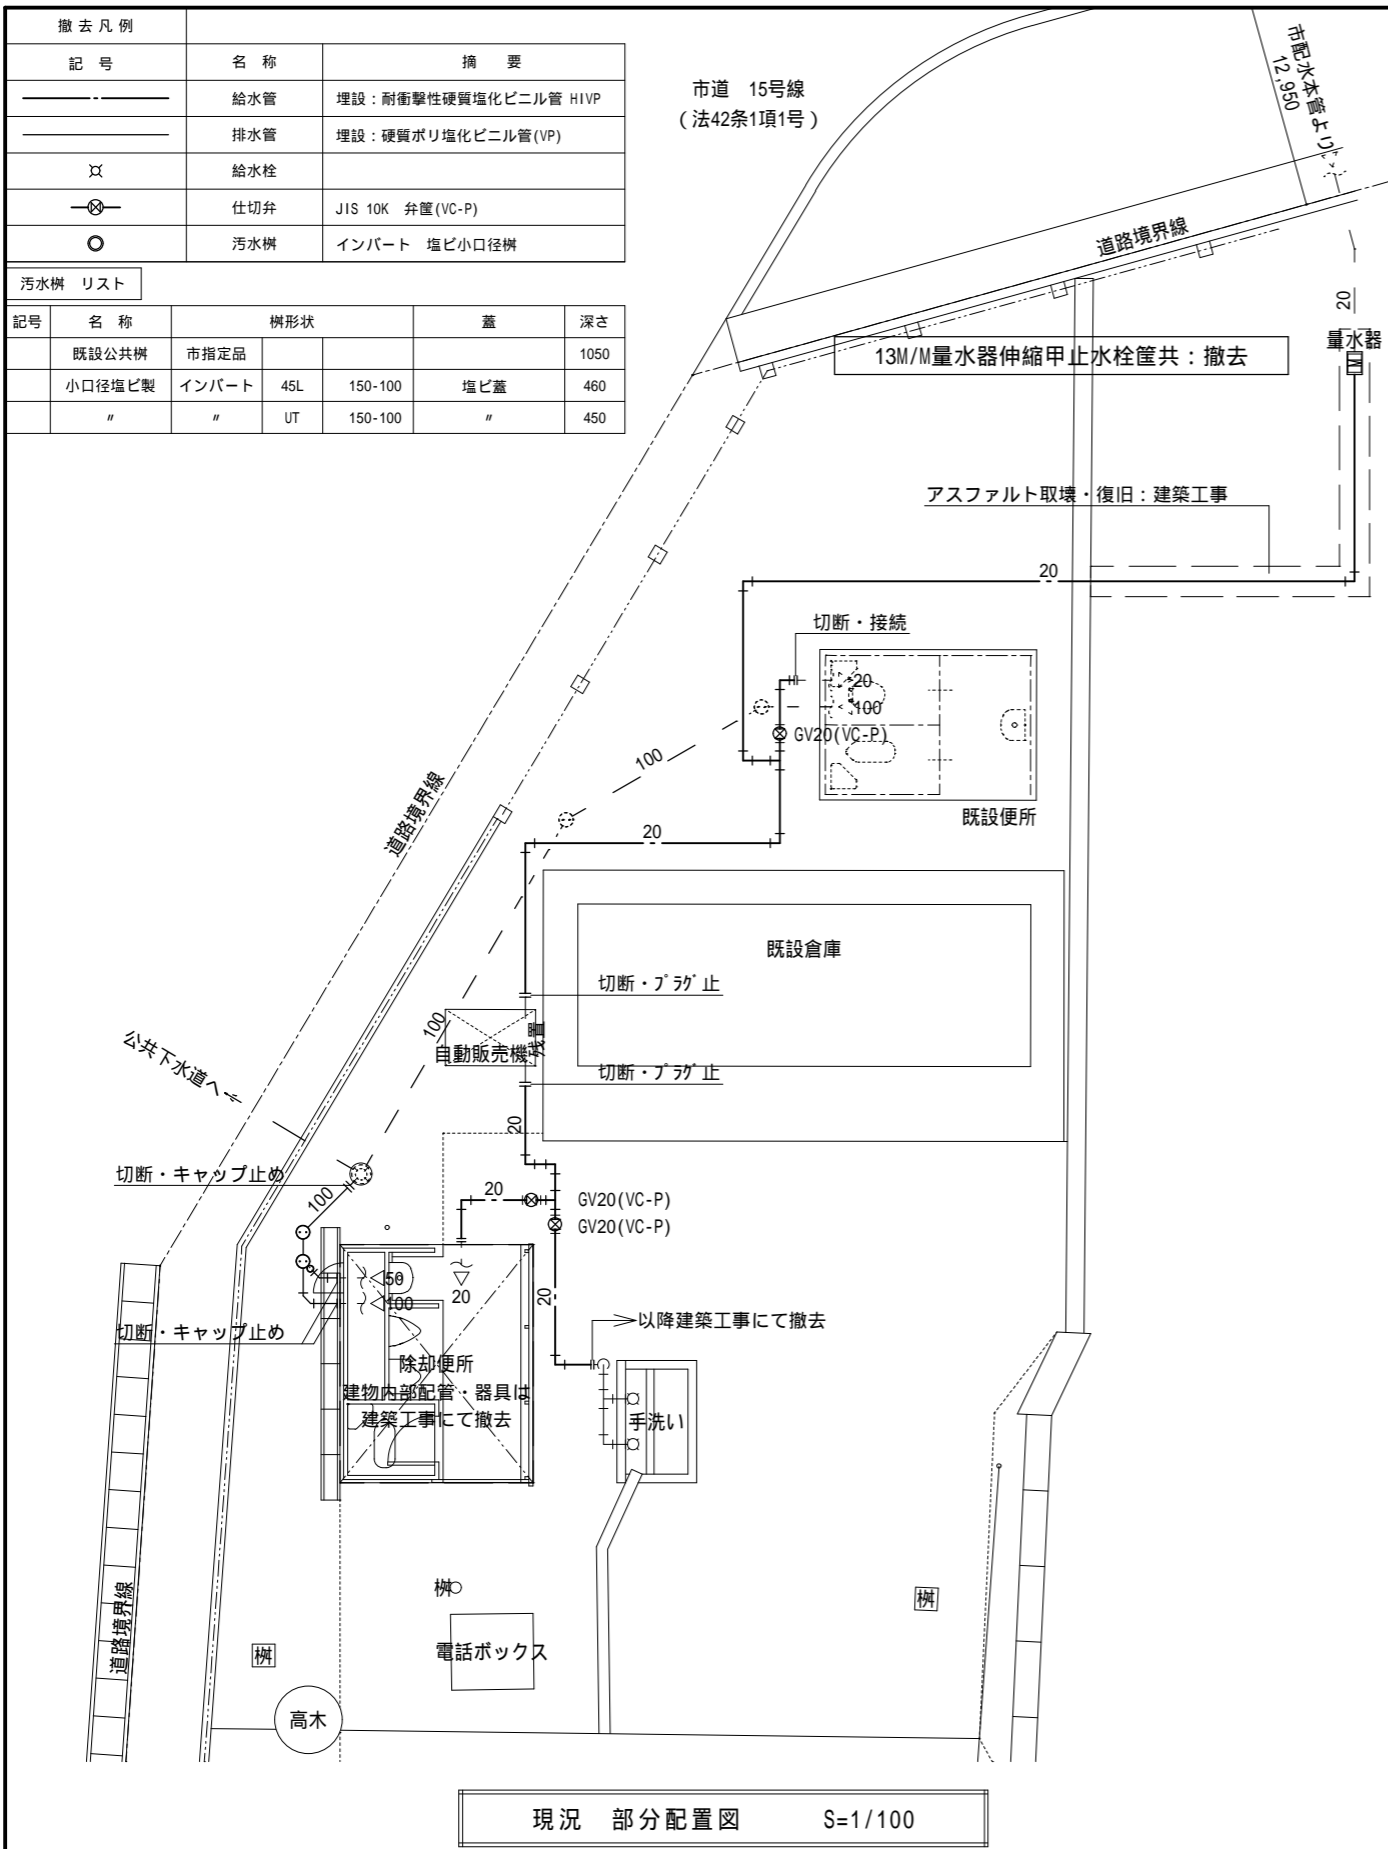 撤去凡例
記 号 名 称 摘 要
給水管 埋設：耐衝撃性硬質塩化ビニル管 HIVP
排水管 埋設：硬質ポリ塩化ビニル管(VP)
給水栓
仕切弁 JIS 10K 弁筐(VC-P)
汚水桝 インバート 塩ビ小口径桝
汚水桝 リスト
記号 名 称 桝形状 蓋 深さ
既設公共桝 市指定品 1050
小口径塩ビ製 インバート 45L 150-100 塩ビ蓋 460
〃 〃 UT 150-100 〃 450
市道 15号線
（法42条1項1号）
市配水本管より
12,950
道路境界線
20
量水器
M
13M/M量水器伸縮甲止水栓筐共：撤去
アスファルト取壊・復旧：建築工事
20
切断・接続
20
100
GV20(VC-P)
既設便所
100
道路境界線
20
既設倉庫
切断・プラグ止
100
自動販売機
残置
切断・プラグ止
公共下水道へ
20
切断・キャップ止め
100
20
GV20(VC-P)
GV20(VC-P)
50
100
20
20
以降建築工事にて撤去
切断・キャップ止め
除却便所
建物内部配管・器具は
建築工事にて撤去
手洗い
桝
桝
道路境界線
桝
電話ボックス
高木
現況 部分配置図 S=1/100